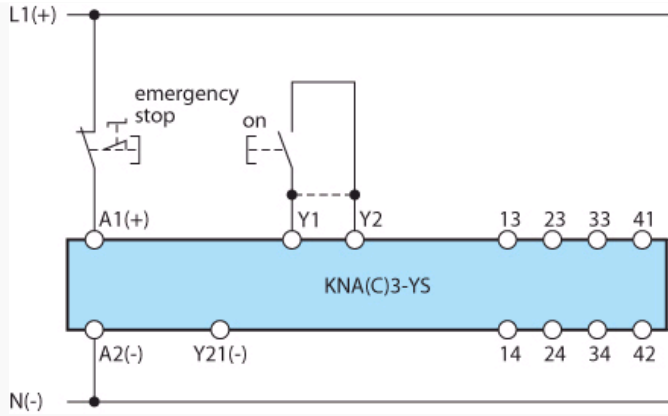 L1(+)
emergency
stop
on
A1(+)
Y1
Y2
13
23
33
41
KNA(C)3-YS
A2(-)
Y21(-)
14
24
34
42
N(-)